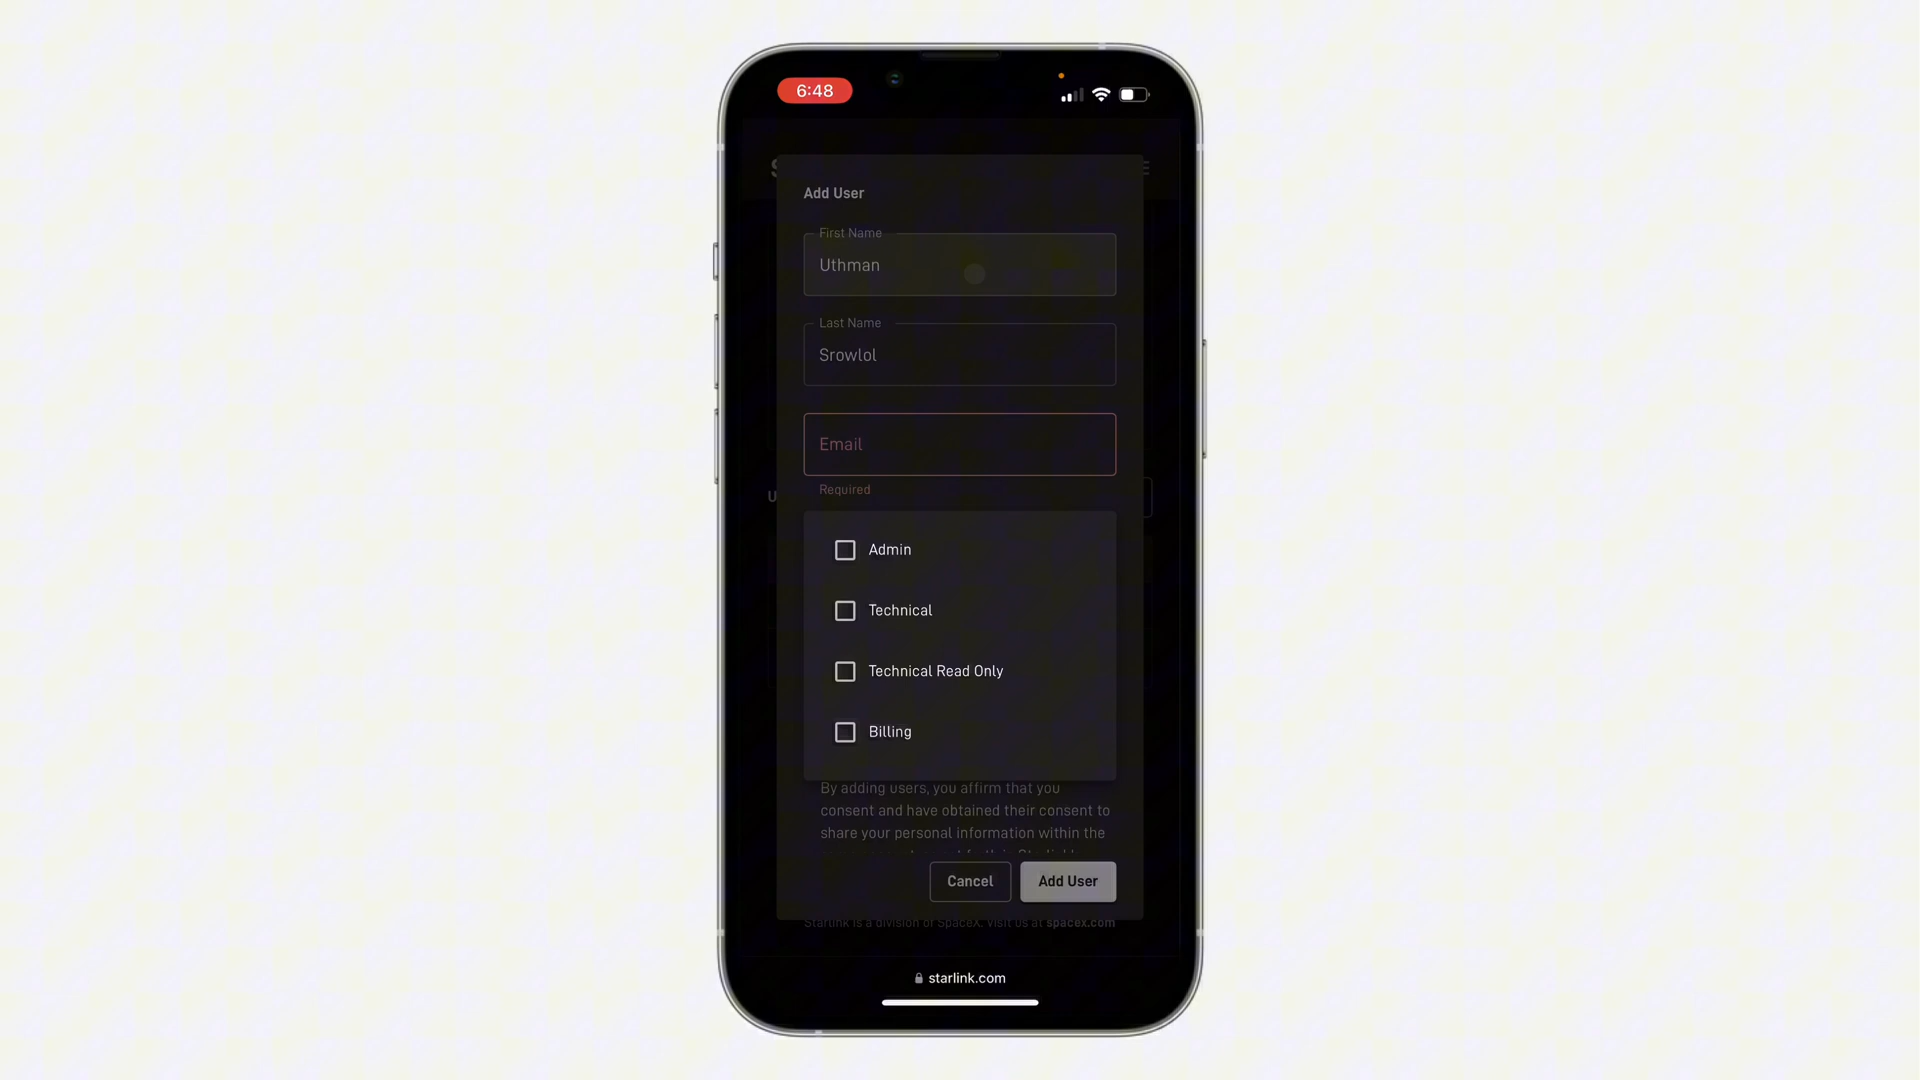 6:48
Add User
First Name
Uthman
Last Name
Srowlol
Email
Required
Admin
Technical
Technical Read Only
Billing
By adding users, you affirm that you
consent and have obtained their consent to
share your personal information within the
Cancel
Add User
Starlink is a division of SpaceX. Visit us at spacex.com
starlink.com